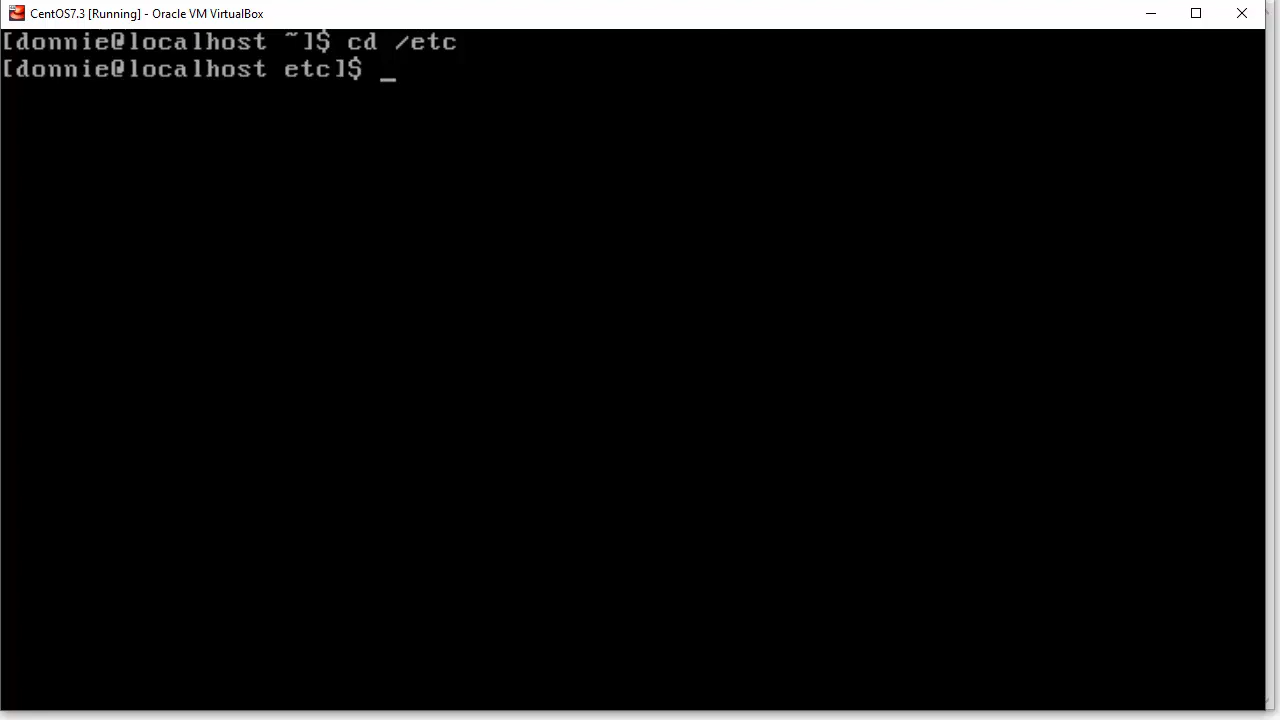 CentOS7.3 [Running] - Oracle VM VirtualBox
[donnie@localhost ~]$ cd /etc
[donnie@localhost etc]$ _